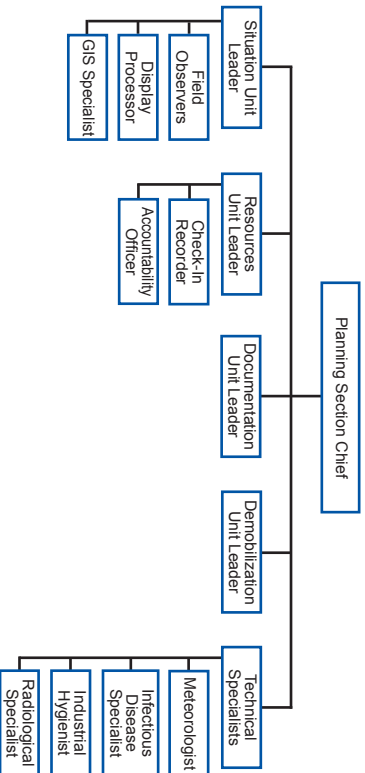 Planning Section Chief
Situation Unit
Leader
Field
Observers
Display
Processor
GIS Specialist
Resources
Unit Leader
Check-In
Recorder
Accountability
Officer
Documentation
Unit Leader
Demobilization
Unit Leader
Technical
Specialists
Meteorologist
Infectious
Disease
Specialist
Industrial
Hygienist
Radiological
Specialist